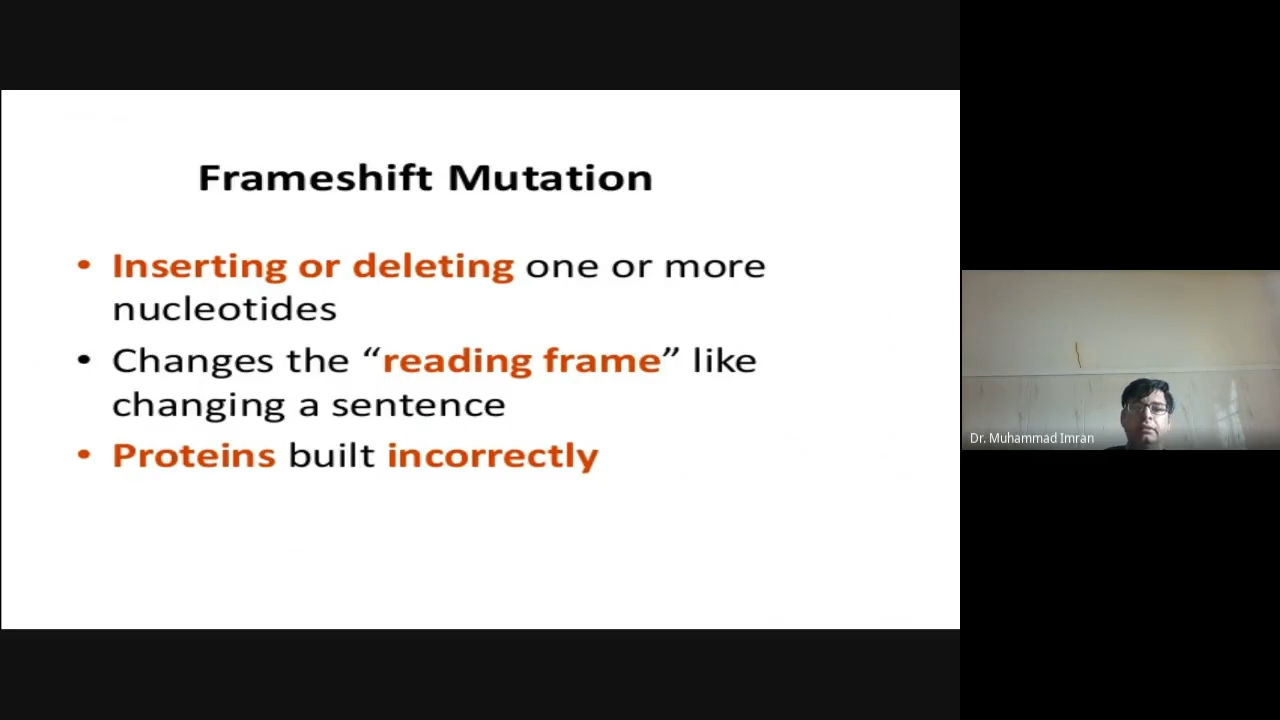 Frameshift Mutation
• Inserting or deleting one or more
nucleotides
• Changes the “reading frame” like
changing a sentence
• Proteins built incorrectly
Dr. Muhammad Imran